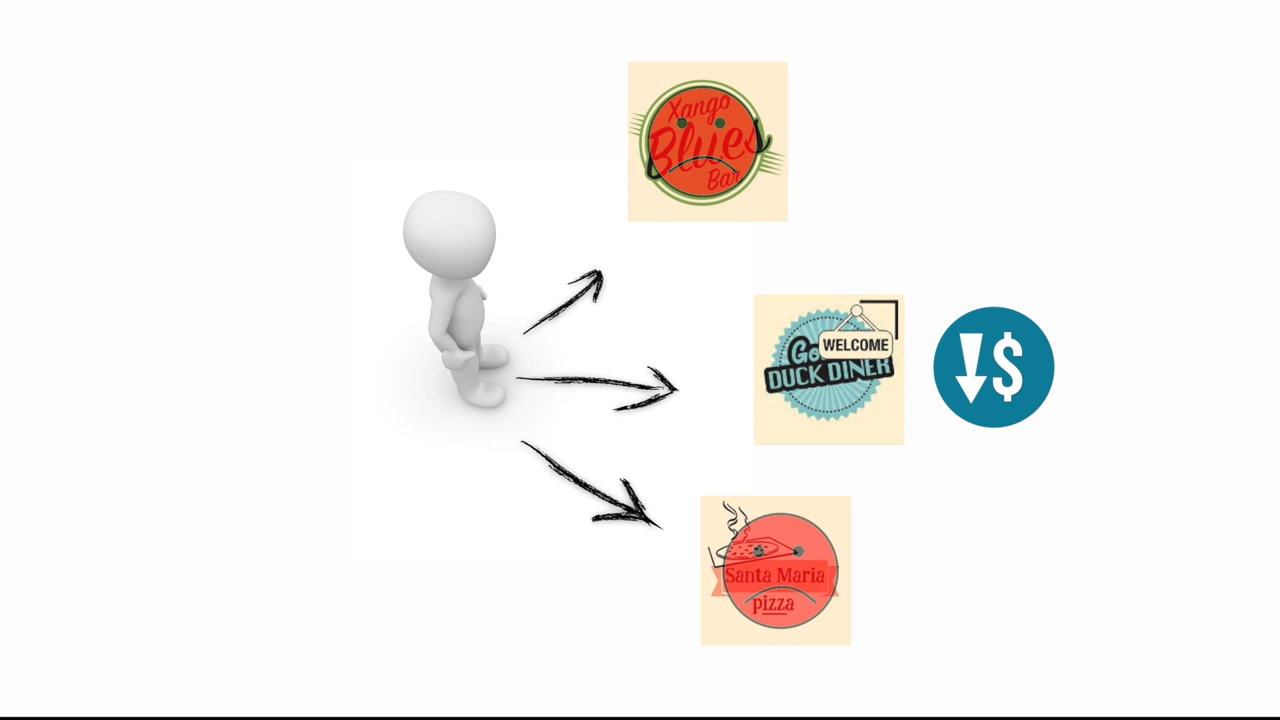 Xango
Blues
Bar
WELCOME
DUCK DINER
$
Santa Maria
pizza